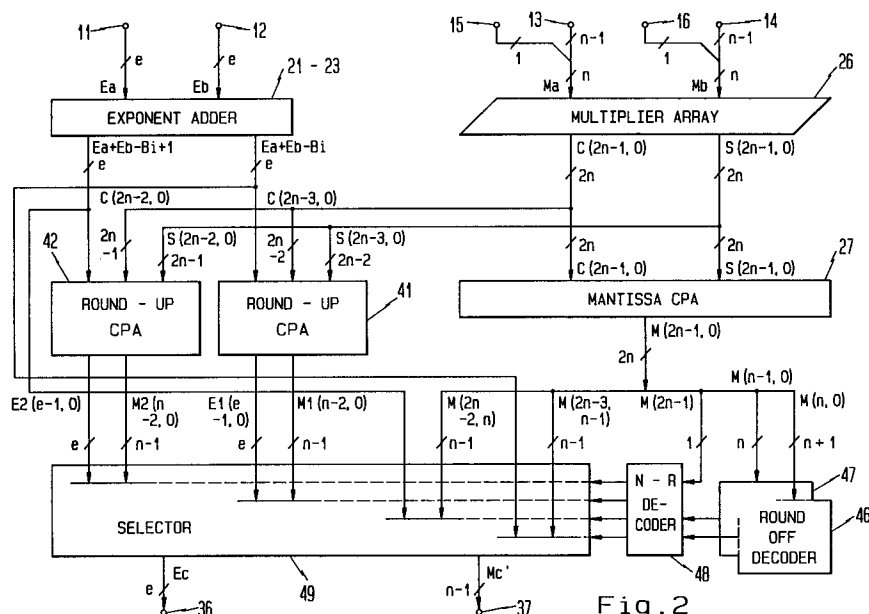 15 13 16 14
11 12
n-1 n-1
1 1
e e 21 - 23
n n 26
Ea Eb Ma Mb
EXPONENT ADDER MULTIPLIER ARRAY
Ea+Eb-Bi+1 Ea+Eb-Bi C (2n-1, 0) S (2n-1, 0)
e e
2n 2n
C (2n-2, 0) C (2n-3, 0)
42 2n -1 S (2n-2, 0) 2n -2 S (2n-3, 0) 2n 2n 27
2n-1 2n-2
C (2n-1, 0) S (2n-1, 0)
ROUND - UP CPA ROUND - UP CPA 41 MANTISSA CPA
M (2n-1, 0)
2n
M (n-1, 0)
E2 (e-1, 0) M2 (n -2, 0) E1 (e -1, 0) M1 (n-2, 0) M (2n -2, n) M (2n-3, n-1) M (2n-1) M (n, 0)
e n-1 e n-1 n-1 n-1 1 n n + 1
N - R DE- CODER 47
SELECTOR ROUND OFF DECODER 46
Ec 49 Mc' 48
e n-1
36 37 Fig. 2